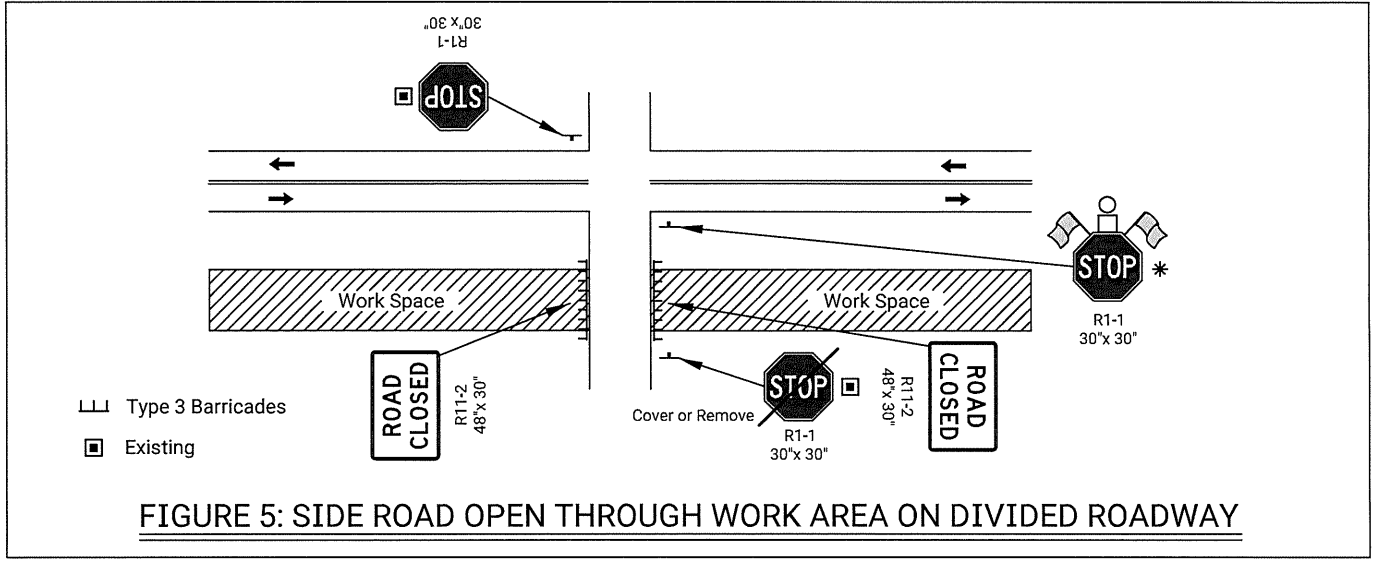 30"x 30"
R1-1
STOP
STOP
R1-1
30"x 30"
Work Space
Work Space
ROAD
CLOSED
R11-2
48"x 30"
STOP
Cover or Remove
R1-1
30"x 30"
R11-2
48"x 30"
ROAD
CLOSED
Type 3 Barricades
Existing
FIGURE 5: SIDE ROAD OPEN THROUGH WORK AREA ON DIVIDED ROADWAY